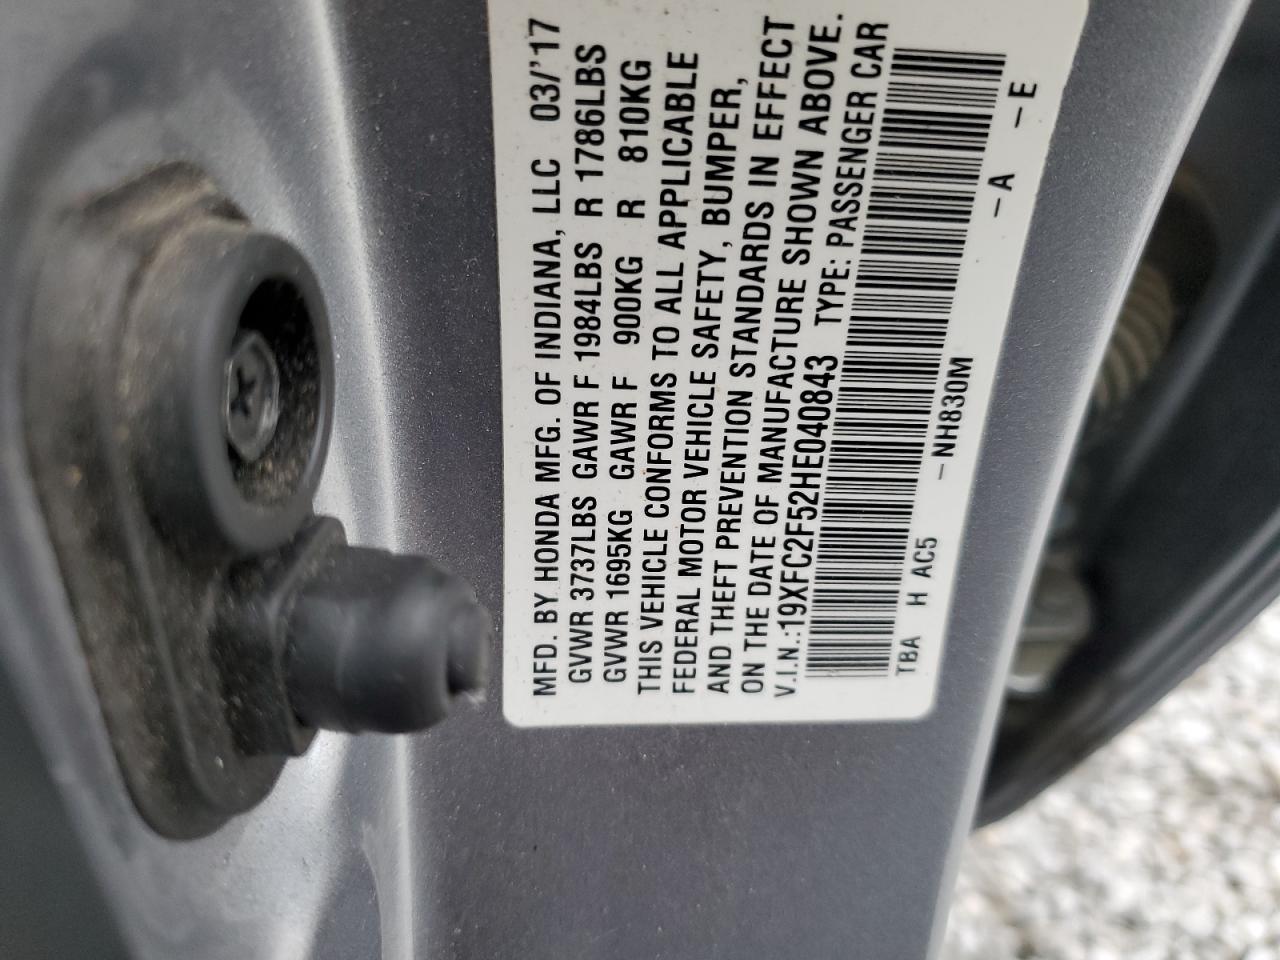 MFD. BY HONDA MFG. OF INDIANA, LLC 03/'17
GVWR 3737LBS GAWR F 1984LBS R 1786LBS
GVWR 1695KG GAWR F 900KG R 810KG
THIS VEHICLE CONFORMS TO ALL APPLICABLE
FEDERAL MOTOR VEHICLE SAFETY, BUMPER,
AND THEFT PREVENTION STANDARDS IN EFFECT
ON THE DATE OF MANUFACTURE SHOWN ABOVE.
V.I.N.:19XFC2F52HE040843 TYPE: PASSENGER CAR
TBA H AC5 -NH830M -A -E